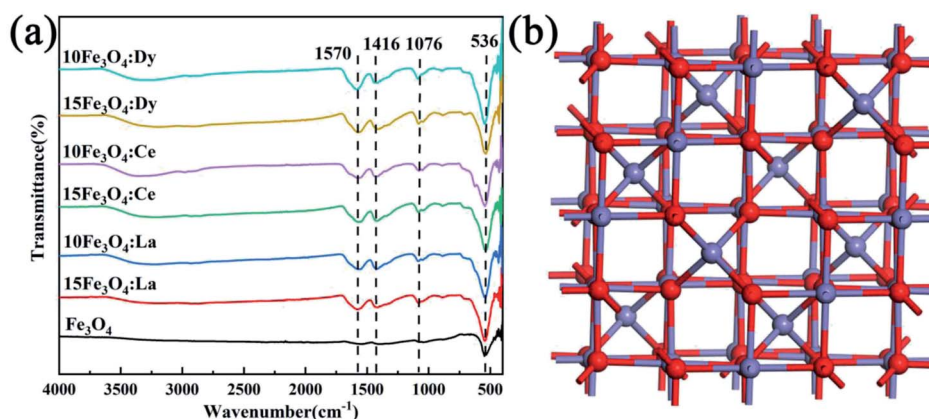 (a)
1570 1416 1076 536
10Fe₃O₄:Dy
15Fe₃O₄:Dy
10Fe₃O₄:Ce
15Fe₃O₄:Ce
10Fe₃O₄:La
15Fe₃O₄:La
Fe₃O₄
Transmittance(%)
4000 3500 3000 2500 2000 1500 1000 500
Wavenumber(cm⁻¹)
(b)